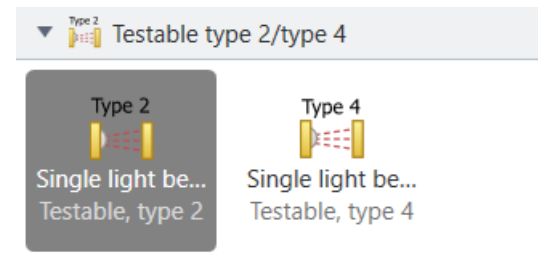 Type 2
Testable type 2/type 4
Type 2
Type 4
Single light be...
Single light be...
Testable, type 2
Testable, type 4